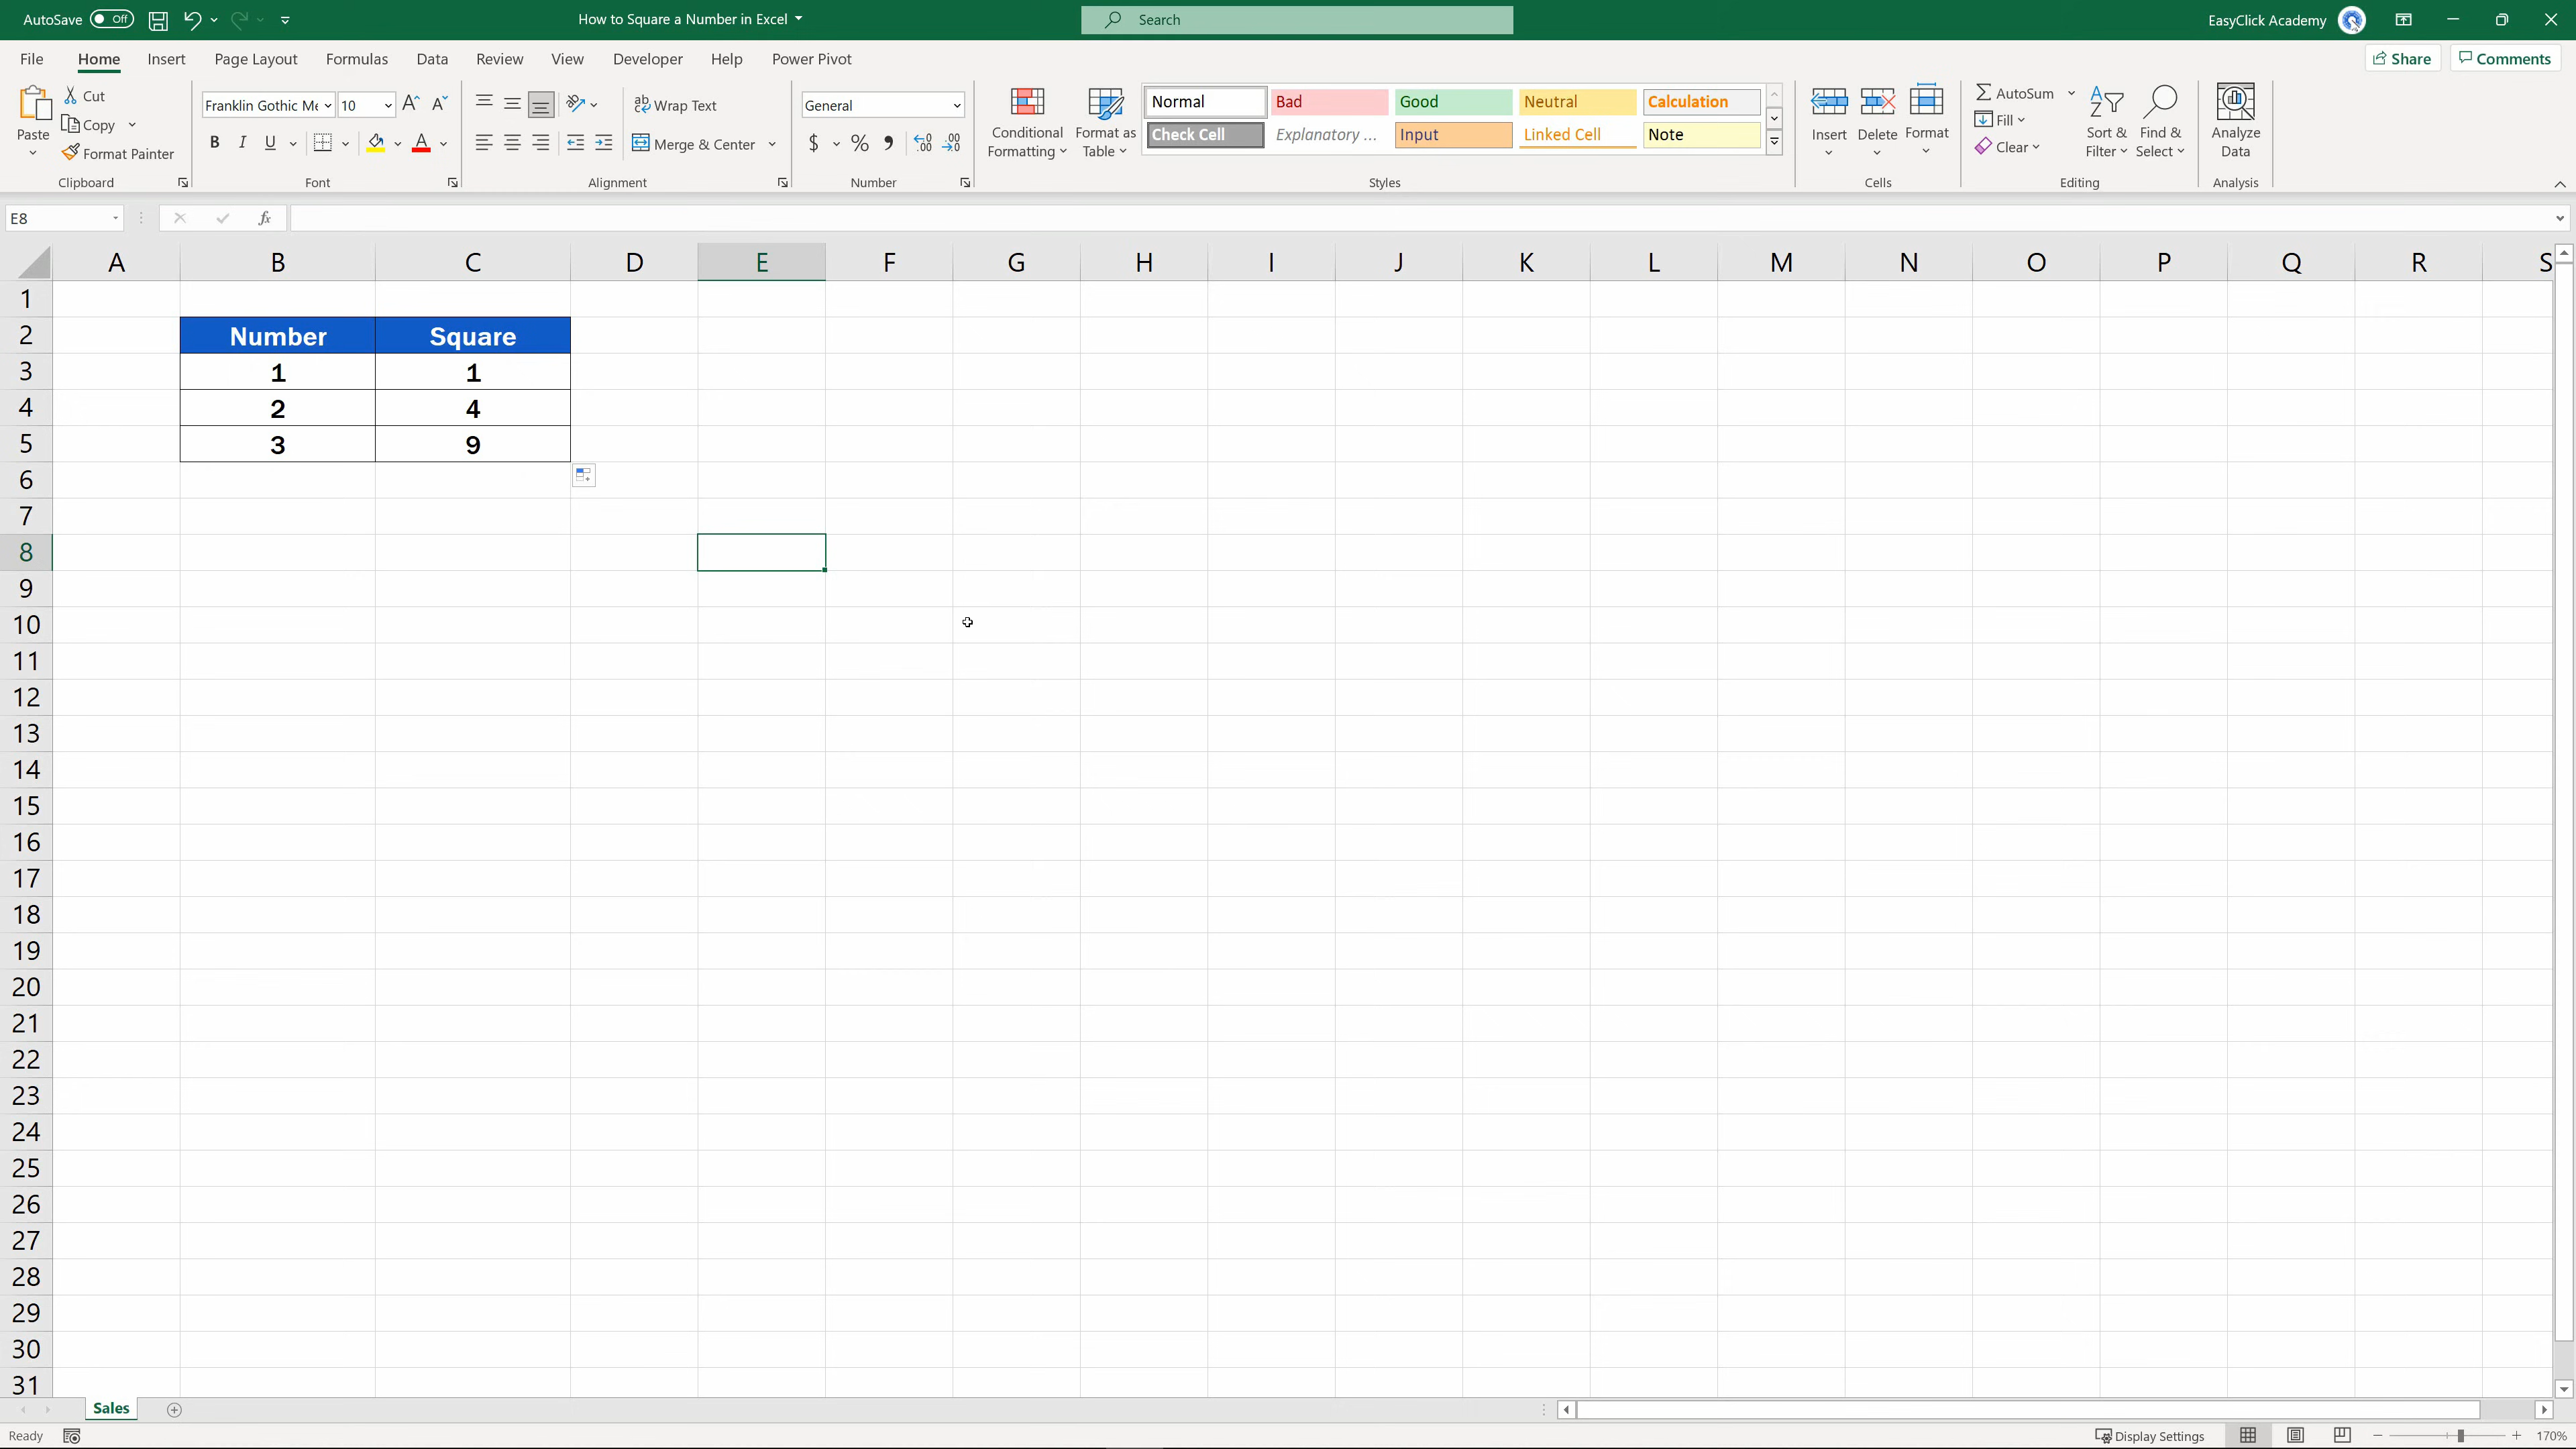 AutoSave Off How to Square a Number in Excel Search EasyClick Academy
File Home Insert Page Layout Formulas Data Review View Developer Help Power Pivot Share Comments
Paste Cut Copy Format Painter Clipboard
Franklin Gothic Me 10 B I U A Font
Wrap Text Merge & Center Alignment
General $ % Number
Conditional Formatting Format as Table
Normal Bad Good Neutral Calculation
Check Cell Explanatory ... Input Linked Cell Note
Styles
Insert Delete Format Cells
AutoSum Fill Clear Sort & Filter Find & Select Editing
Analyze Data Analysis
E8 fx
A B C D E F G H I J K L M N O P Q R S
1
2 Number Square
3 1 1
4 2 4
5 3 9
6
7
8
9
10
11
12
13
14
15
16
17
18
19
20
21
22
23
24
25
26
27
28
29
30
31
Sales
Ready Display Settings 170%